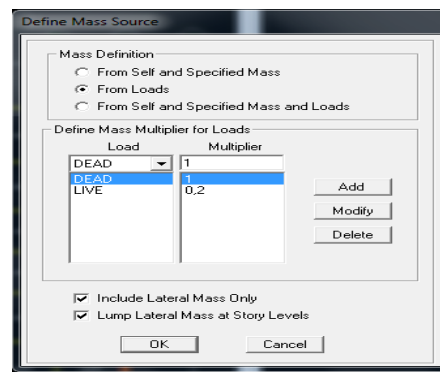 Define Mass Source
Mass Definition
From Self and Specified Mass
From Loads
From Self and Specified Mass and Loads
Define Mass Multiplier for Loads
Load Multiplier
DEAD 1
DEAD 1
LIVE 0,2
Add
Modify
Delete
Include Lateral Mass Only
Lump Lateral Mass at Story Levels
OK Cancel